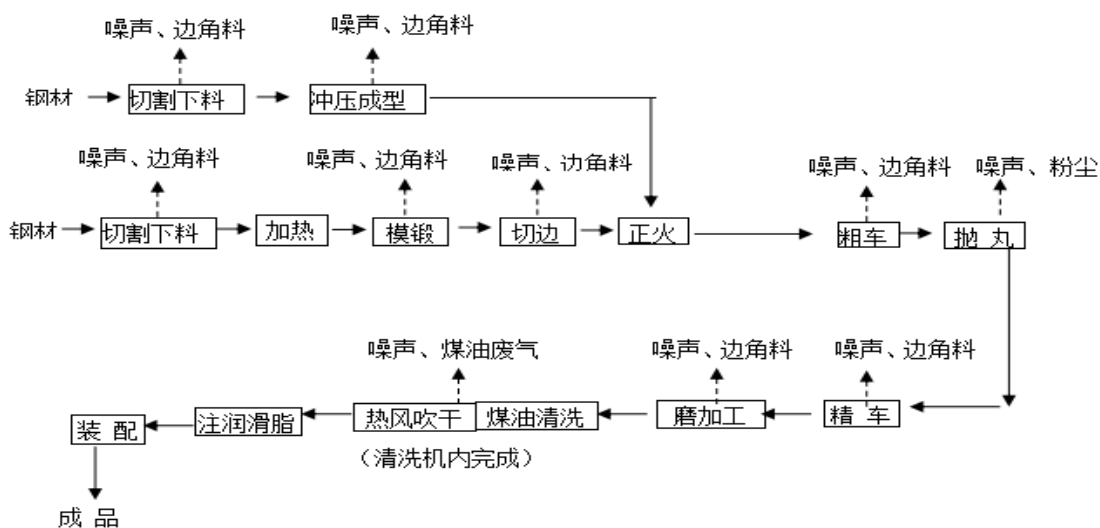 噪声、边角料 噪声、边角料
钢材 切割下料 冲压成型
噪声、边角料 噪声、边角料 噪声、边角料 噪声、边角料 噪声、粉尘
钢材 切割下料 加热 模锻 切边 正火 粗车 抛 丸
噪声、煤油废气 噪声、边角料 噪声、边角料
装 配 注润滑脂 热风吹干 煤油清洗 磨加工 精 车
（清洗机内完成）
成 品